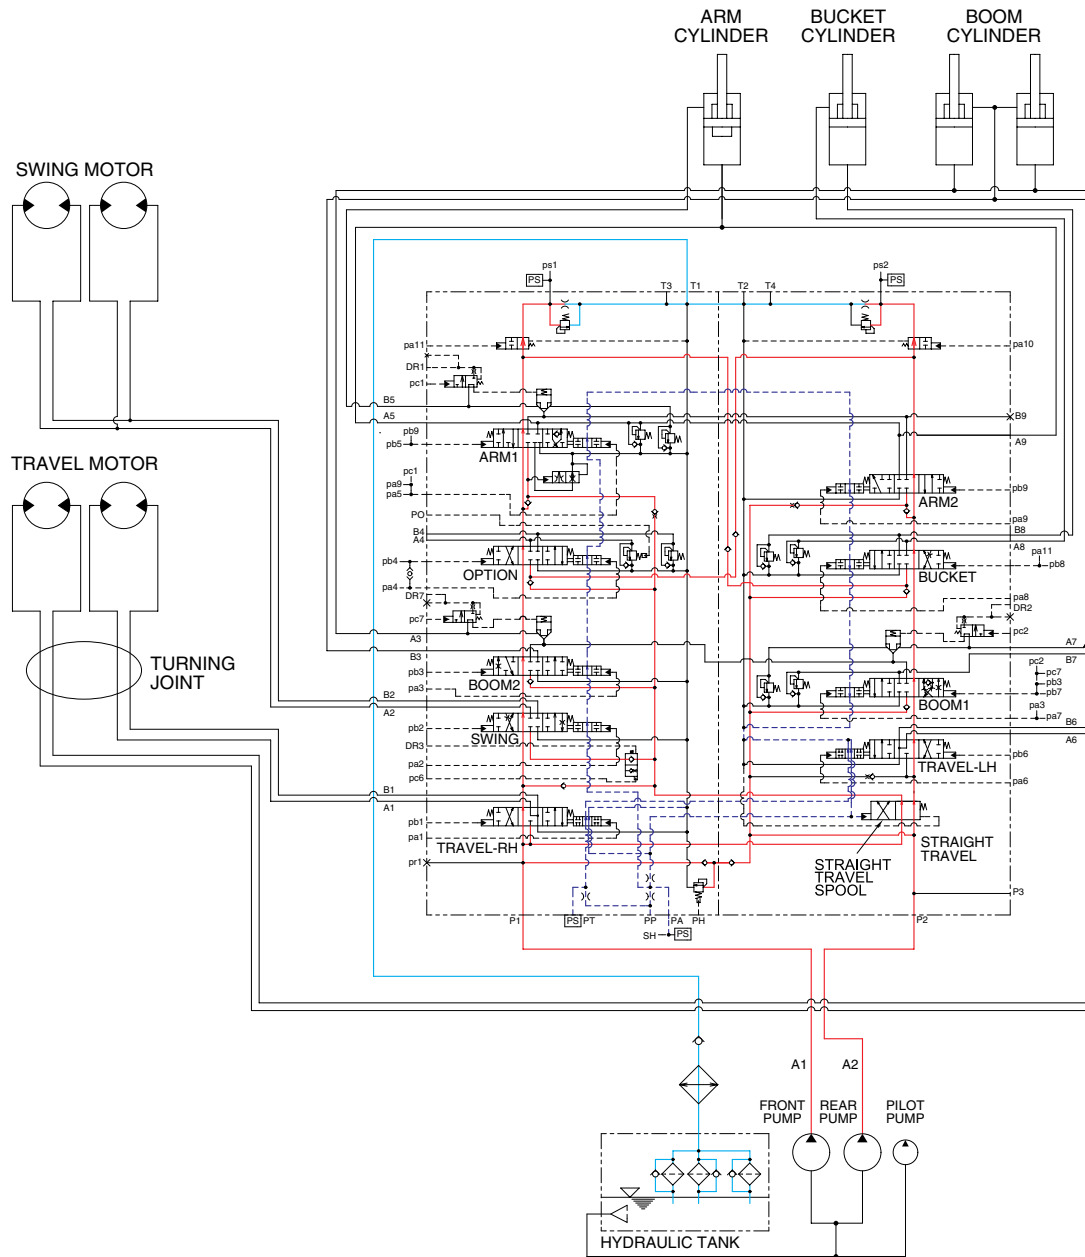 ARM
CYLINDER
BUCKET
CYLINDER
BOOM
CYLINDER
SWING MOTOR
TRAVEL MOTOR
TURNING
JOINT
ps1
PS
T3
T1
T2
T4
ps2
PS
pa11
DR1
pc1
B5
A5
pb9
pb5
ARM1
pc1
pa9
pa5
PO
B4
A4
pb4
OPTION
pa4
DR7
pc7
A3
B3
pb3
BOOM2
pa3
B2
A2
pb2
SWING
DR3
pa2
pc6
B1
A1
pb1
pa1
TRAVEL-RH
pr1
pa10
B9
A9
pb9
ARM2
pa9
B8
A8
pa11
pb8
BUCKET
pa8
DR2
pc2
A7
B7
pc2
pc7
pb3
pb7
BOOM1
pa3
pa7
B6
A6
pb6
TRAVEL-LH
pa6
STRAIGHT
TRAVEL
STRAIGHT
TRAVEL
SPOOL
P3
P1
PS
PT
PP
PA
PH
P2
SH
PS
A1
A2
FRONT
PUMP
REAR
PUMP
PILOT
PUMP
HYDRAULIC TANK